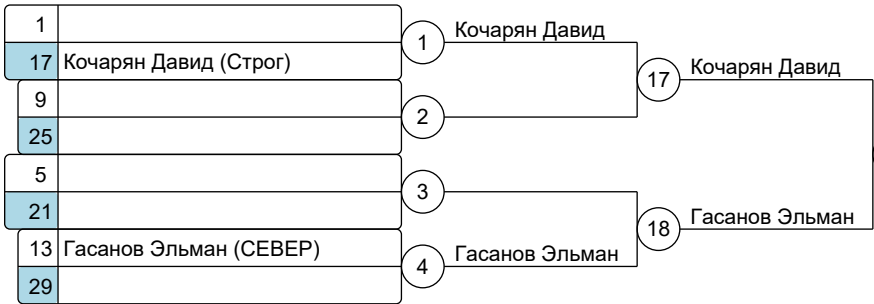 1
17 Кочарян Давид (Строг)
1 Кочарян Давид
9
25
2
17 Кочарян Давид
5
21
3
13 Гасанов Эльман (СЕВЕР)
29
4 Гасанов Эльман
18 Гасанов Эльман